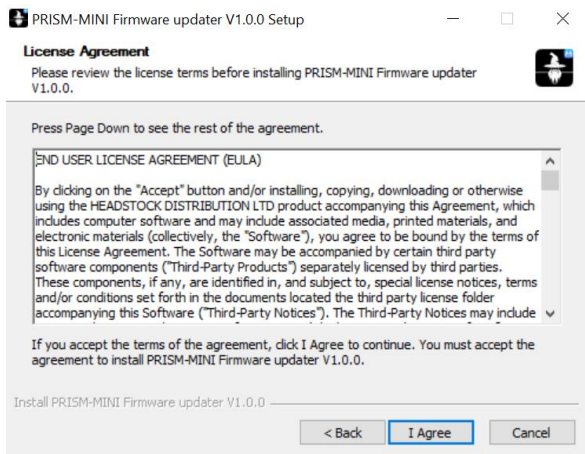 PRISM-MINI Firmware updater V1.0.0 Setup
License Agreement
Please review the license terms before installing PRISM-MINI Firmware updater
V1.0.0.
Press Page Down to see the rest of the agreement.
END USER LICENSE AGREEMENT (EULA)
By clicking on the "Accept" button and/or installing, copying, downloading or otherwise
using the HEADSTOCK DISTRIBUTION LTD product accompanying this Agreement, which
includes computer software and may include associated media, printed materials, and
electronic materials (collectively, the "Software"), you agree to be bound by the terms of
this License Agreement. The Software may be accompanied by certain third party
software components ("Third-Party Products") separately licensed by third parties.
These components, if any, are identified in, and subject to, special license notices, terms
and/or conditions set forth in the documents located the third party license folder
accompanying this Software ("Third-Party Notices"). The Third-Party Notices may include
If you accept the terms of the agreement, click I Agree to continue. You must accept the
agreement to install PRISM-MINI Firmware updater V1.0.0.
Install PRISM-MINI Firmware updater V1.0.0
< Back
I Agree
Cancel